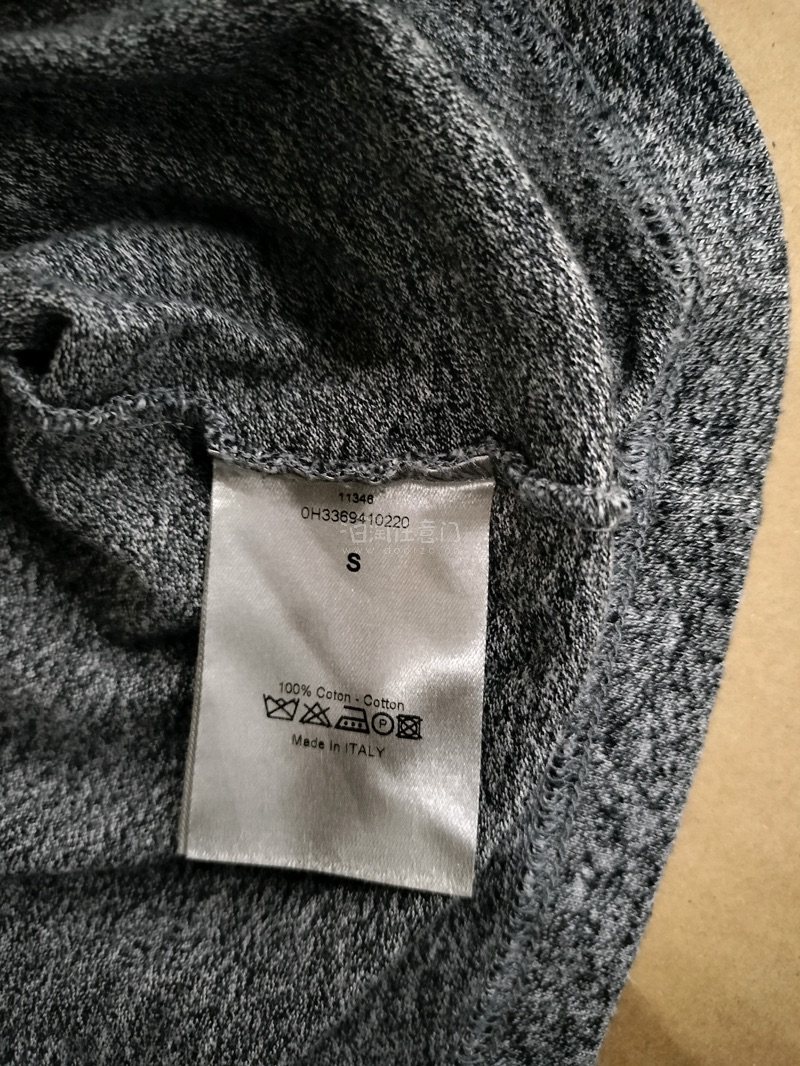 11346
0H3369410220
S
100% Coton - Cotton
P
Made in ITALY